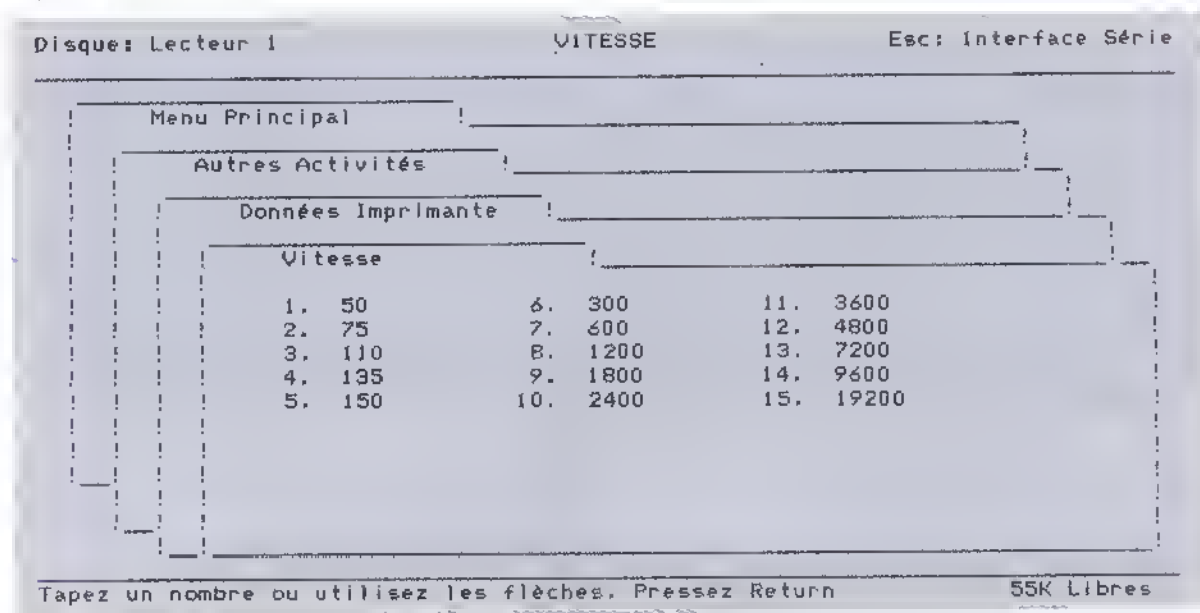 Disque: Lecteur 1 VITESSE Esc: Interface Série
Menu Principal
Autres Activités
Données Imprimante
Vitesse
1. 50 6. 300 11. 3600
2. 75 7. 600 12. 4800
3. 110 8. 1200 13. 7200
4. 135 9. 1800 14. 9600
5. 150 10. 2400 15. 19200
Tapez un nombre ou utilisez les flèches. Pressez Return 55K Libres